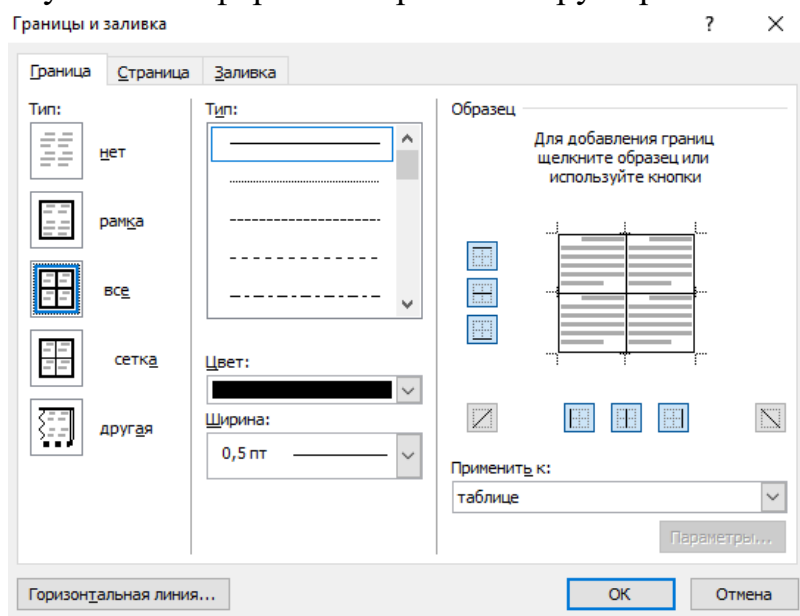 Границы и заливка
?
Граница
Страница
Заливка
Тип:
нет
рамка
все
сетка
другая
Тип:
Цвет:
Ширина:
0,5 пт
Образец
Для добавления границ
щелкните образец или
используйте кнопки
Применить к:
таблице
Параметры...
Горизонтальная линия...
ОК
Отмена